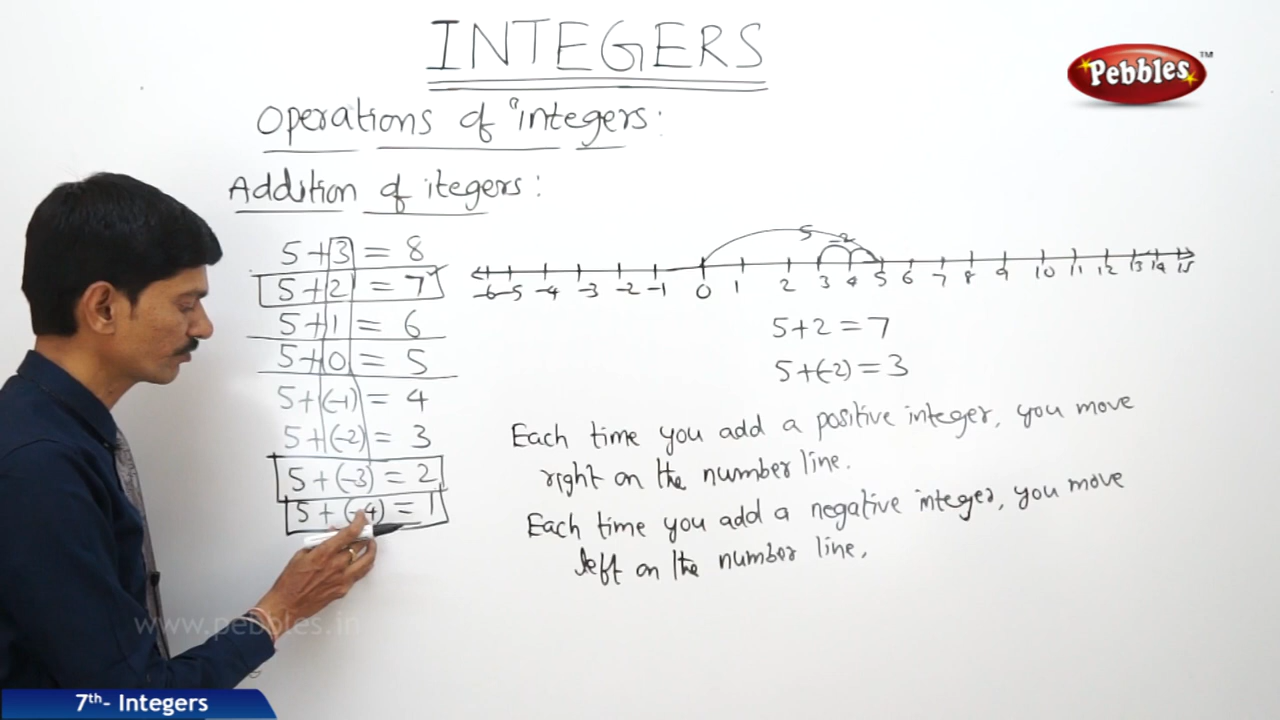 INTEGERS
Pebbles™
Operations of integers:
Addition of itegers:
5+3 = 8
5+2 = 7
5+1 = 6
5+0 = 5
5+(-1) = 4
5+(-2) = 3
5+(-3) = 2
5+(-4) = 1
5 -2
-6 -5 -4 -3 -2 -1 0 1 2 3 4 5 6 7 8 9 10 11 12 13 14 15
5+2 = 7
5+(-2) = 3
Each time you add a positive integer, you move
right on the number line.
Each time you add a negative integer, you move
left on the number line.
www.pebbles.in
7th- Integers